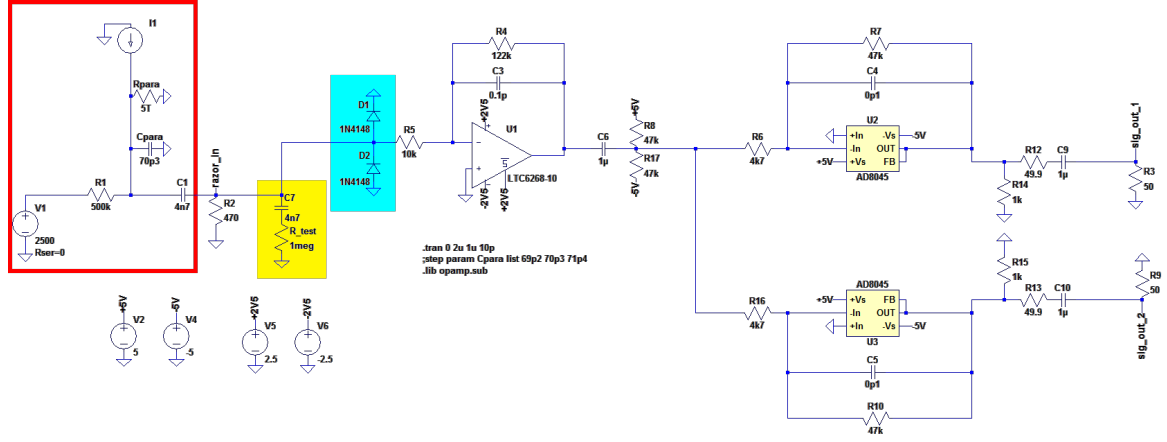 I1
Rpara
5T
Cpara
70p3
R1
500k
C1
4n7
V1
2500
Rser=0
razor_in
R2
470
C7
4n7
R_test
1meg
D1
1N4148
D2
1N4148
R5
10k
R4
122k
C3
0.1p
+2V5
U1
S
LTC6268-10
-2V5
+2V5
C6
1µ
+5V
R8
47k
R17
47k
-5V
R7
47k
C4
0p1
R6
4k7
U2
+In
-Vs
-5V
-In
OUT
+5V
+Vs
FB
AD8045
R12
49.9
C9
1µ
sig_out_1
R3
50
R14
1k
.tran 0 2u 1u 10p
;step param Cpara list 69p2 70p3 71p4
.lib opamp.sub
R16
4k7
AD8045
+5V
+Vs
FB
-In
OUT
+In
-Vs
-5V
U3
C5
0p1
R10
47k
R15
1k
R13
49.9
C10
1µ
R9
50
sig_out_2
+5V
V2
5
-5V
V4
-5
+2V5
V5
2.5
-2V5
V6
-2.5